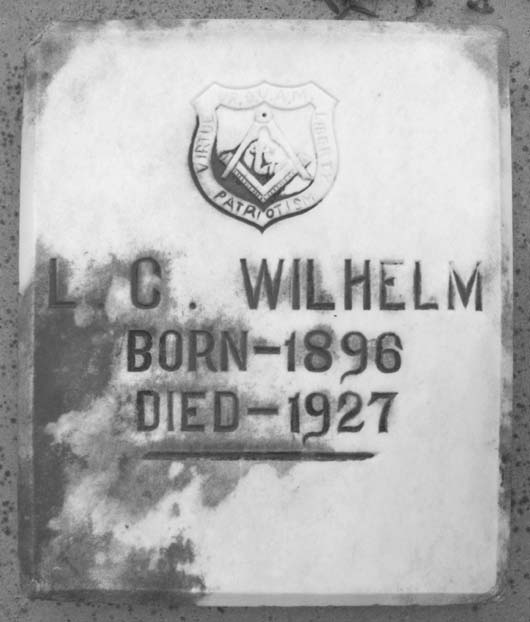 VIRTUE
LIBERTY
PATRIOTISM
L. C. WILHELM
BORN-1896
DIED-1927